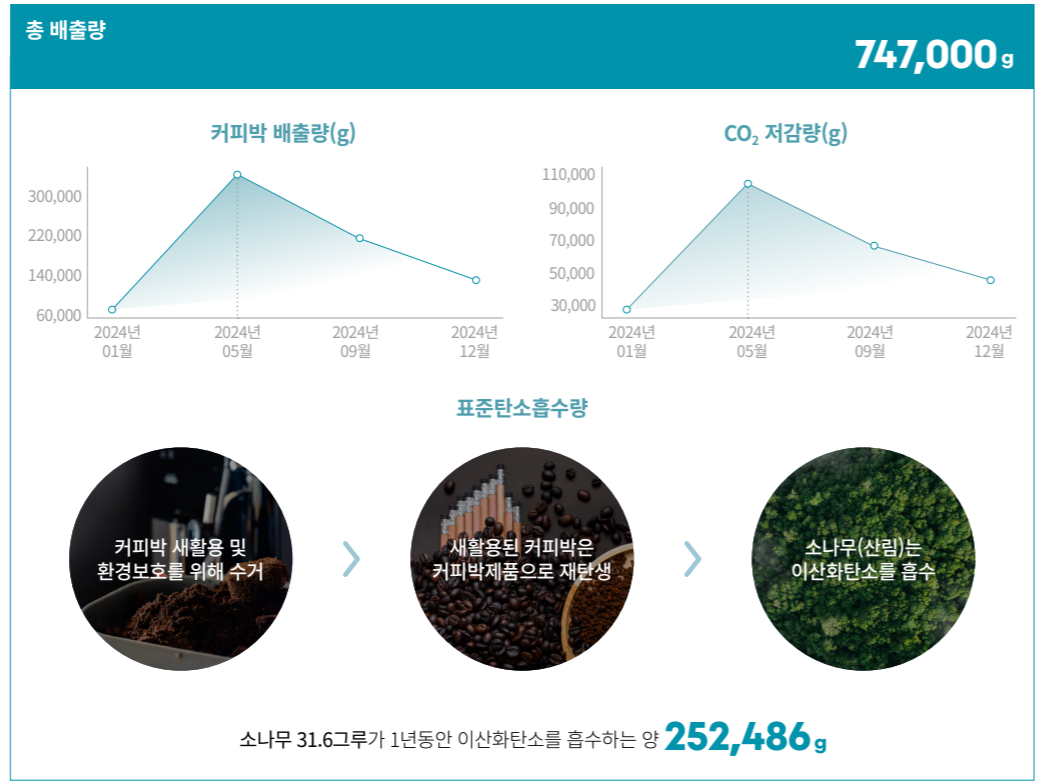 총 배출량
747,000 g
커피박 배출량(g)
300,000
220,000
140,000
60,000
2024년
01월
2024년
05월
2024년
09월
2024년
12월
CO₂ 저감량(g)
110,000
90,000
70,000
50,000
30,000
2024년
01월
2024년
05월
2024년
09월
2024년
12월
표준탄소흡수량
커피박 새활용 및
환경보호를 위해 수거
새활용된 커피박은
커피박제품으로 재탄생
소나무(산림)는
이산화탄소를 흡수
소나무 31.6그루가 1년동안 이산화탄소를 흡수하는 양 252,486 g